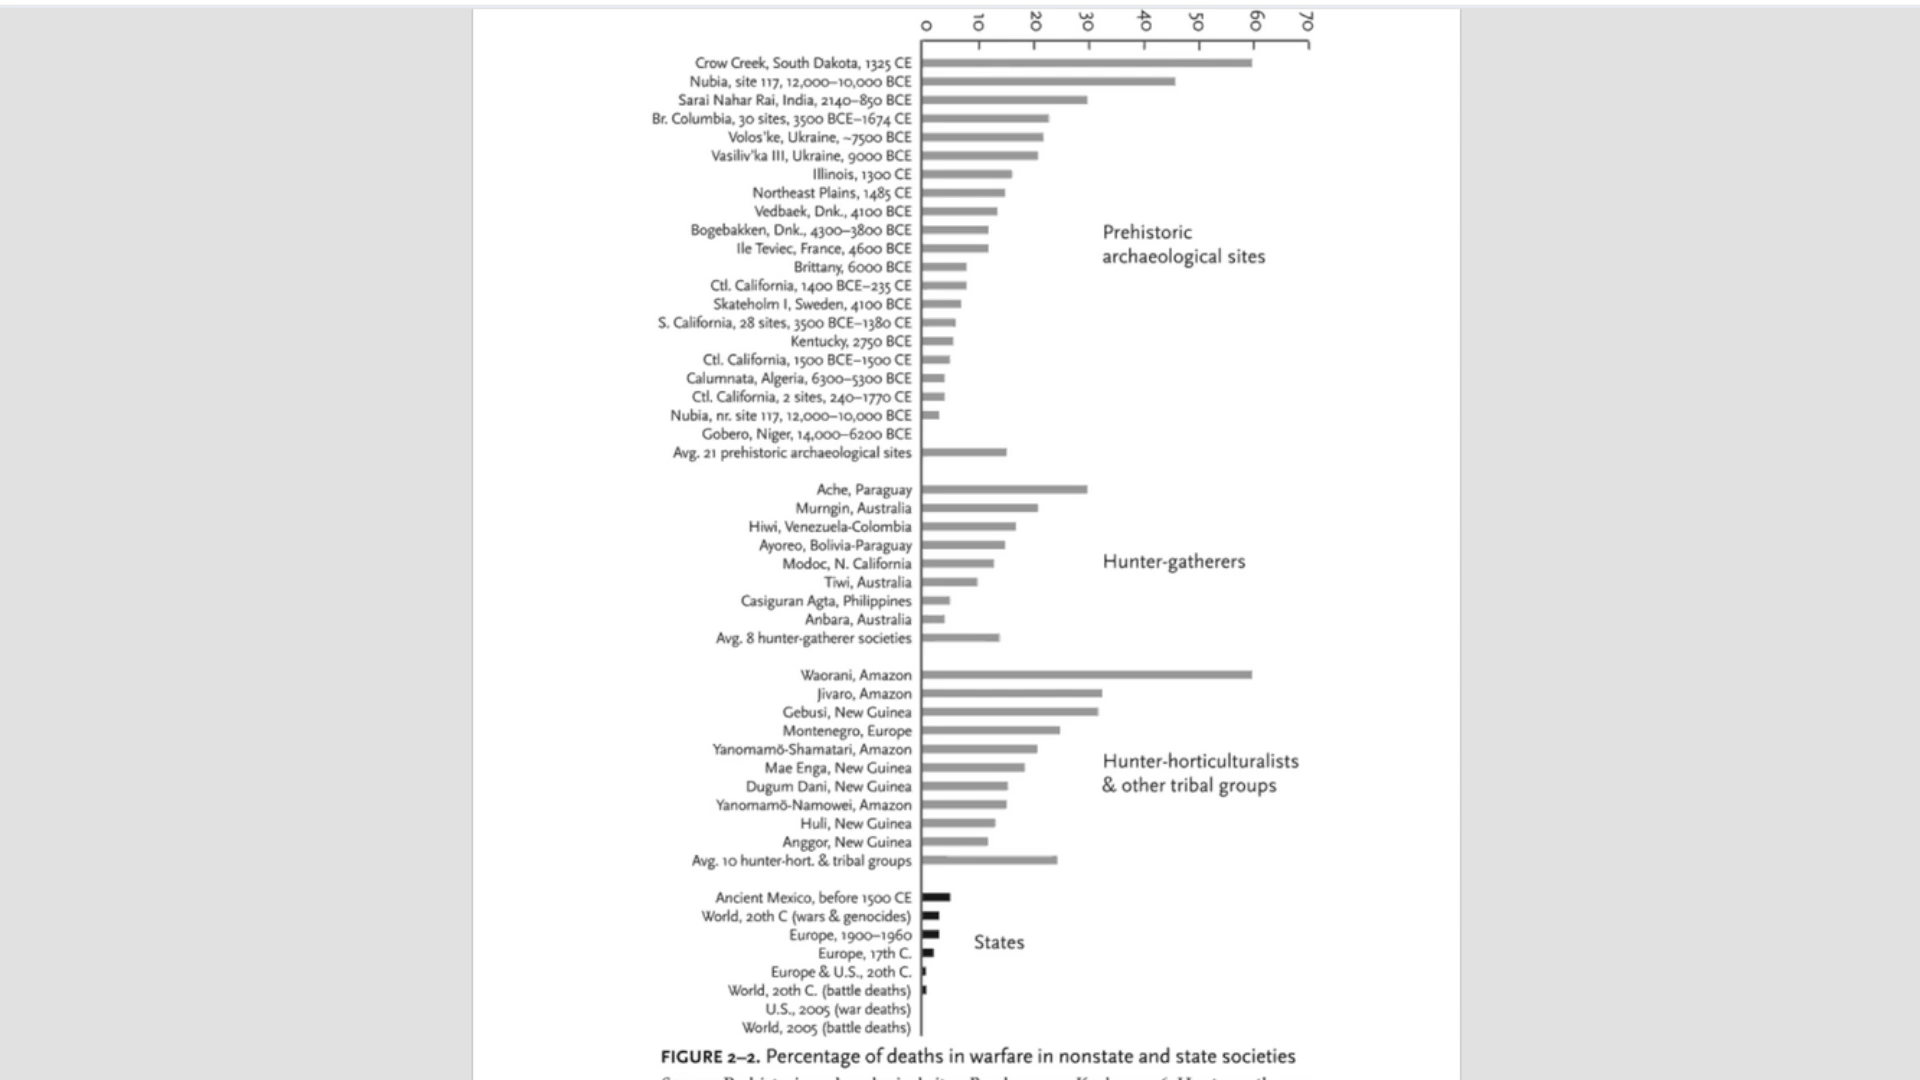 0 10 20 30 40 50 60 70
Crow Creek, South Dakota, 1325 CE
Nubia, site 117, 12,000–10,000 BCE
Sarai Nahar Rai, India, 2140–850 BCE
Br. Columbia, 30 sites, 3500 BCE–1674 CE
Volos'ke, Ukraine, ~7500 BCE
Vasiliv'ka III, Ukraine, 9000 BCE
Illinois, 1300 CE
Northeast Plains, 1485 CE
Vedbaek, Dnk., 4100 BCE
Bogebakken, Dnk., 4300–3800 BCE
Prehistoric
Ile Teviec, France, 4600 BCE
archaeological sites
Brittany, 6000 BCE
Ctl. California, 1400 BCE–235 CE
Skateholm I, Sweden, 4100 BCE
S. California, 28 sites, 3500 BCE–1380 CE
Kentucky, 2750 BCE
Ctl. California, 1500 BCE–1500 CE
Calumnata, Algeria, 6300–5300 BCE
Ctl. California, 2 sites, 240–1770 CE
Nubia, nr. site 117, 12,000–10,000 BCE
Gobero, Niger, 14,000–6200 BCE
Avg. 21 prehistoric archaeological sites
Ache, Paraguay
Murngin, Australia
Hiwi, Venezuela-Colombia
Ayoreo, Bolivia-Paraguay
Modoc, N. California
Hunter-gatherers
Tiwi, Australia
Casiguran Agta, Philippines
Anbara, Australia
Avg. 8 hunter-gatherer societies
Waorani, Amazon
Jivaro, Amazon
Gebusi, New Guinea
Montenegro, Europe
Yanomamö-Shamatari, Amazon
Mae Enga, New Guinea
Hunter-horticulturalists
Dugum Dani, New Guinea
& other tribal groups
Yanomamö-Namowei, Amazon
Huli, New Guinea
Anggor, New Guinea
Avg. 10 hunter-hort. & tribal groups
Ancient Mexico, before 1500 CE
World, 20th C (wars & genocides)
Europe, 1900–1960
States
Europe, 17th C.
Europe & U.S., 20th C.
World, 20th C. (battle deaths)
U.S., 2005 (war deaths)
World, 2005 (battle deaths)
FIGURE 2–2. Percentage of deaths in warfare in nonstate and state societies